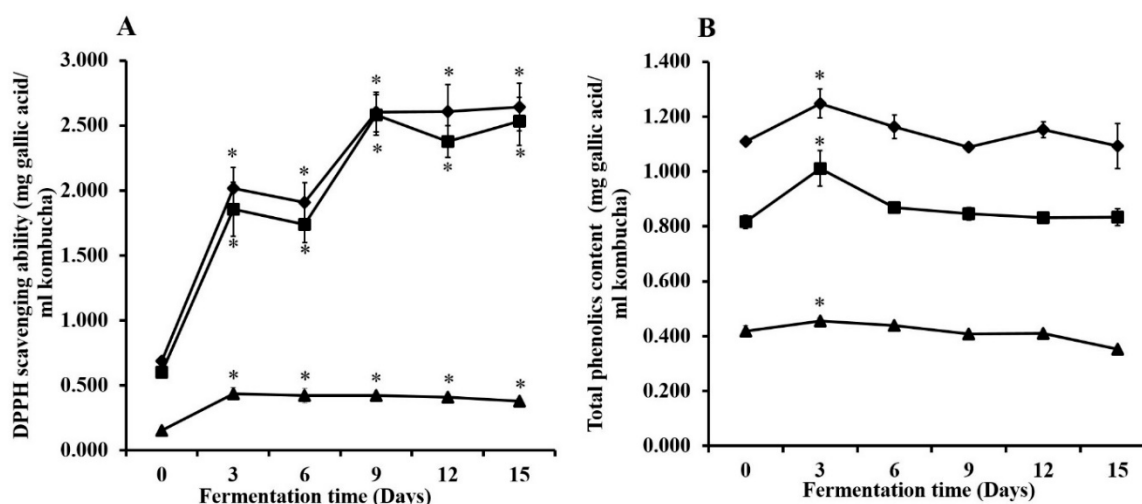 A
DPPH scavenging ability (mg gallic acid/
ml kombucha)
3.000
2.500
2.000
1.500
1.000
0.500
0.000
* * * * *
* * * * *
* * * * *
0 3 6 9 12 15
Fermentation time (Days)
B
Total phenolics content (mg gallic acid/
ml kombucha)
1.400
1.200
1.000
0.800
0.600
0.400
0.200
0.000
*
*
*
0 3 6 9 12 15
Fermentation time (Days)